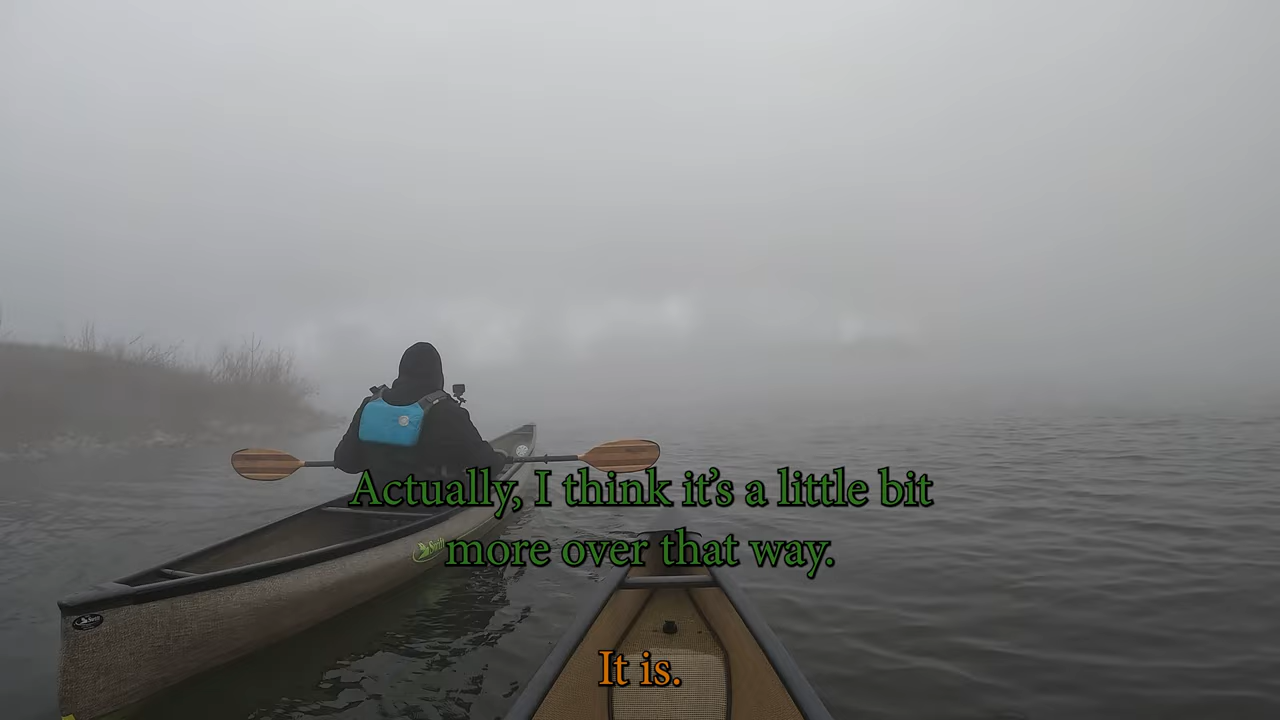 Actually, I think it's a little bit
more over that way.
It is.